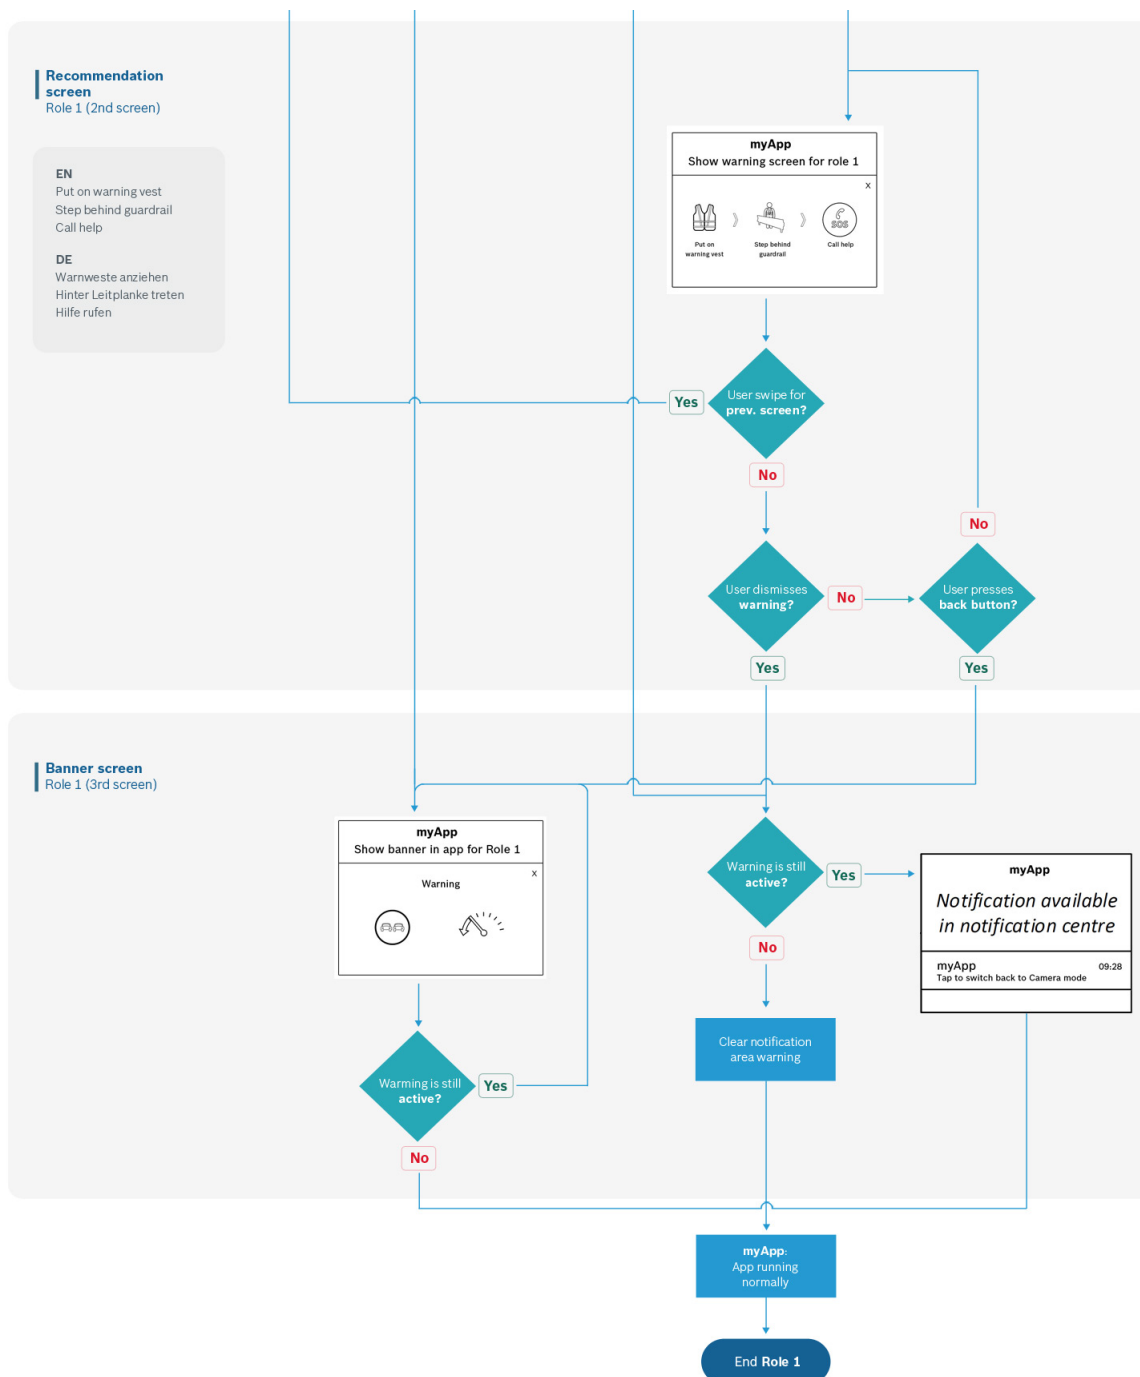 Recommendation
screen
Role 1 (2nd screen)
EN
Put on warning vest
Step behind guardrail
Call help
DE
Warnweste anziehen
Hinter Leitplanke treten
Hilfe rufen
myApp
Show warning screen for role 1
X
SOS
Put on
warning vest
Step behind
guardrail
Call help
User swipe for
prev. screen?
Yes
No
User dismisses
warning?
No
Yes
No
User presses
back button?
Yes
Banner screen
Role 1 (3rd screen)
myApp
Show banner in app for Role 1
X
Warning
Warming is still
active?
Yes
No
Warning is still
active?
Yes
No
myApp
Notification available
in notification centre
myApp 09:28
Tap to switch back to Camera mode
Clear notification
area warning
myApp:
App running
normally
End Role 1